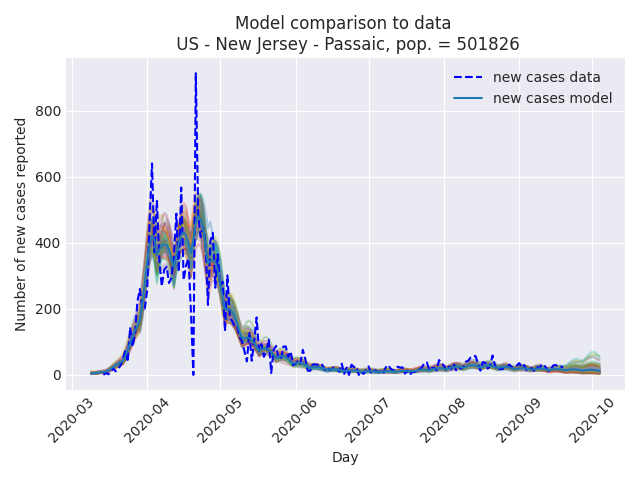 Model comparison to data
US - New Jersey - Passaic, pop. = 501826
new cases data
new cases model
Number of new cases reported
800
600
400
200
0
2020-03
2020-04
2020-05
2020-06
2020-07
2020-08
2020-09
2020-10
Day